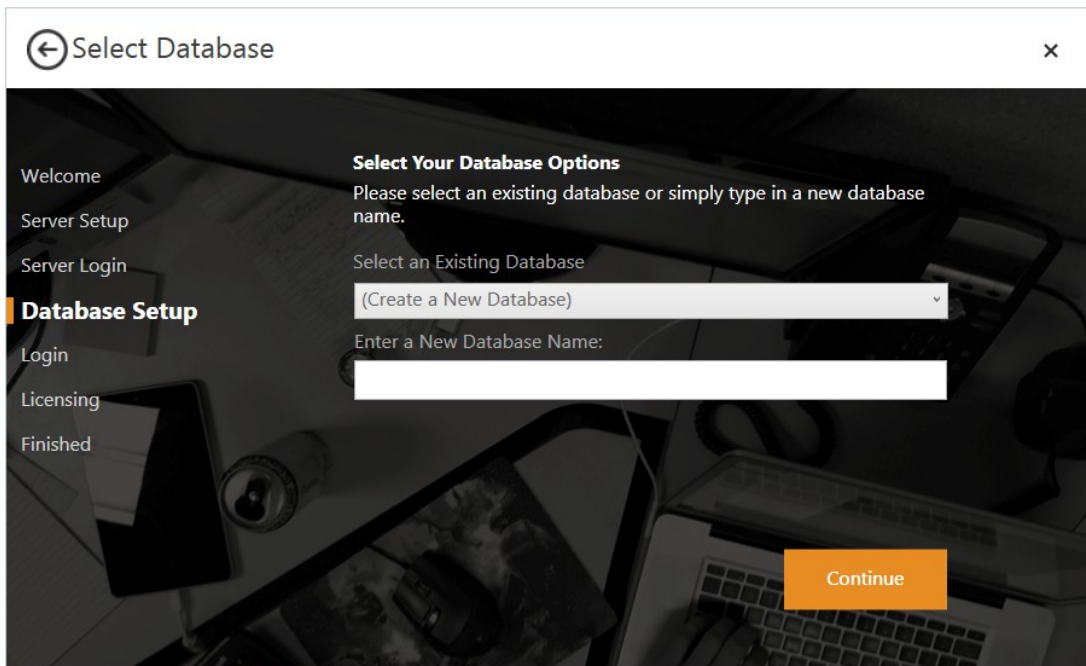 Select Database
Welcome
Server Setup
Server Login
Database Setup
Login
Licensing
Finished
Select Your Database Options
Please select an existing database or simply type in a new database
name.
Select an Existing Database
(Create a New Database)
Enter a New Database Name:
Continue